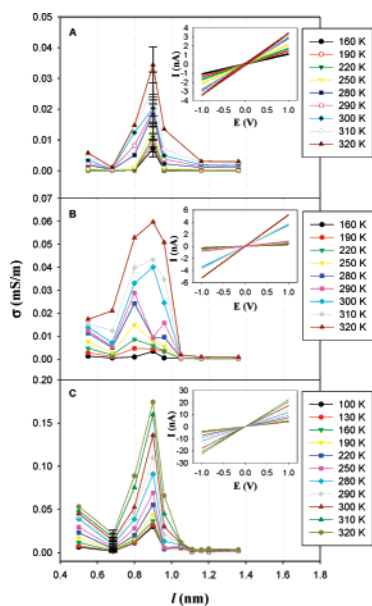 σ (mS/m)
A
0.05
0.04
0.03
0.02
0.01
0.00
I (nA)
4
3
2
1
0
-1
-2
-3
-4
-1.0 -0.5 0.0 0.5 1.0
E (V)
160 K
190 K
220 K
250 K
280 K
290 K
300 K
310 K
320 K
B
0.06
0.05
0.04
0.03
0.02
0.01
0.00
I (nA)
6
4
2
0
-2
-4
-6
-1.0 -0.5 0.0 0.5 1.0
E (V)
160 K
190 K
220 K
250 K
280 K
290 K
300 K
310 K
320 K
C
0.20
0.15
0.10
0.05
0.00
I (nA)
30
20
10
0
-10
-20
-30
-1.0 -0.5 0.0 0.5 1.0
E (V)
100 K
130 K
160 K
190 K
220 K
250 K
280 K
290 K
300 K
310 K
320 K
0.4 0.6 0.8 1.0 1.2 1.4 1.6 1.8
l (nm)